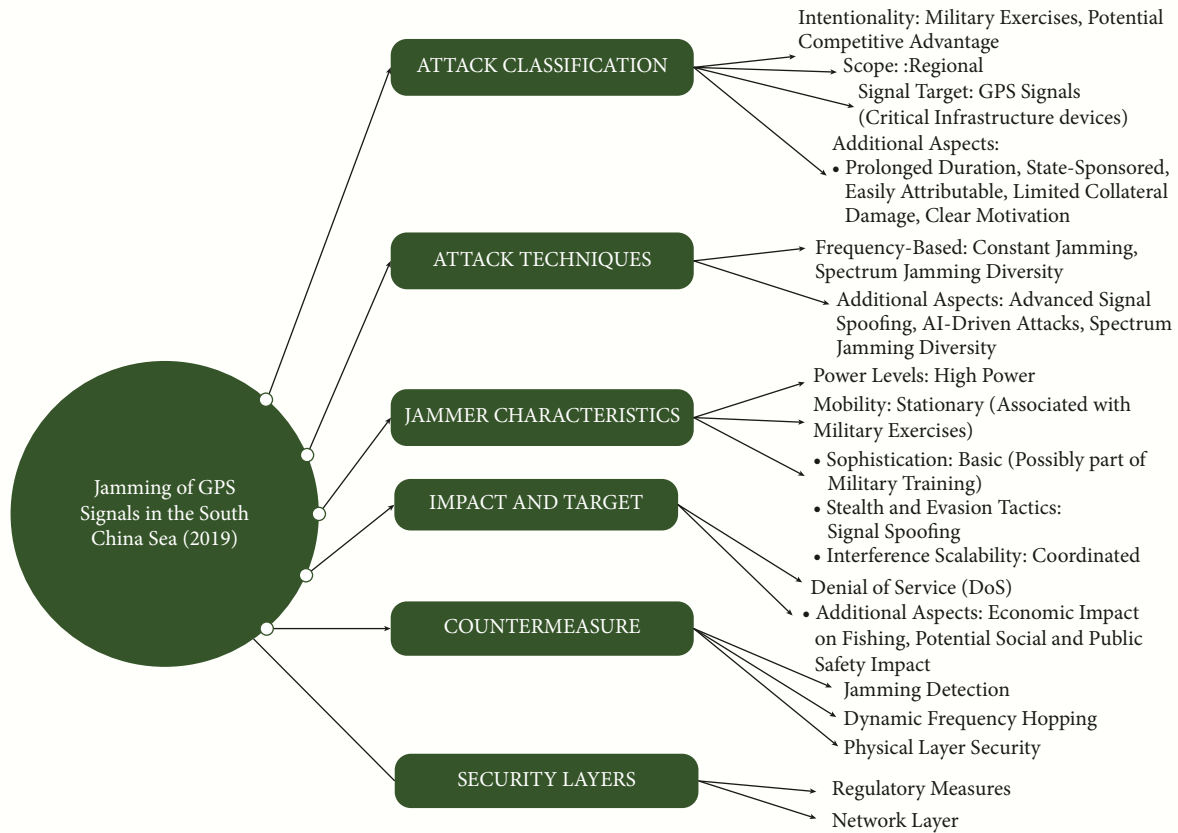 Jamming of GPS
Signals in the South
China Sea (2019)
ATTACK CLASSIFICATION
Intentionality: Military Exercises, Potential
Competitive Advantage
Scope: :Regional
Signal Target: GPS Signals
(Critical Infrastructure devices)
Additional Aspects:
• Prolonged Duration, State-Sponsored,
Easily Attributable, Limited Collateral
Damage, Clear Motivation
ATTACK TECHNIQUES
Frequency-Based: Constant Jamming,
Spectrum Jamming Diversity
Additional Aspects: Advanced Signal
Spoofing, AI-Driven Attacks, Spectrum
Jamming Diversity
JAMMER CHARACTERISTICS
Power Levels: High Power
Mobility: Stationary (Associated with
Military Exercises)
• Sophistication: Basic (Possibly part of
Military Training)
• Stealth and Evasion Tactics:
Signal Spoofing
• Interference Scalability: Coordinated
IMPACT AND TARGET
Denial of Service (DoS)
• Additional Aspects: Economic Impact
on Fishing, Potential Social and Public
Safety Impact
COUNTERMEASURE
Jamming Detection
Dynamic Frequency Hopping
Physical Layer Security
SECURITY LAYERS
Regulatory Measures
Network Layer